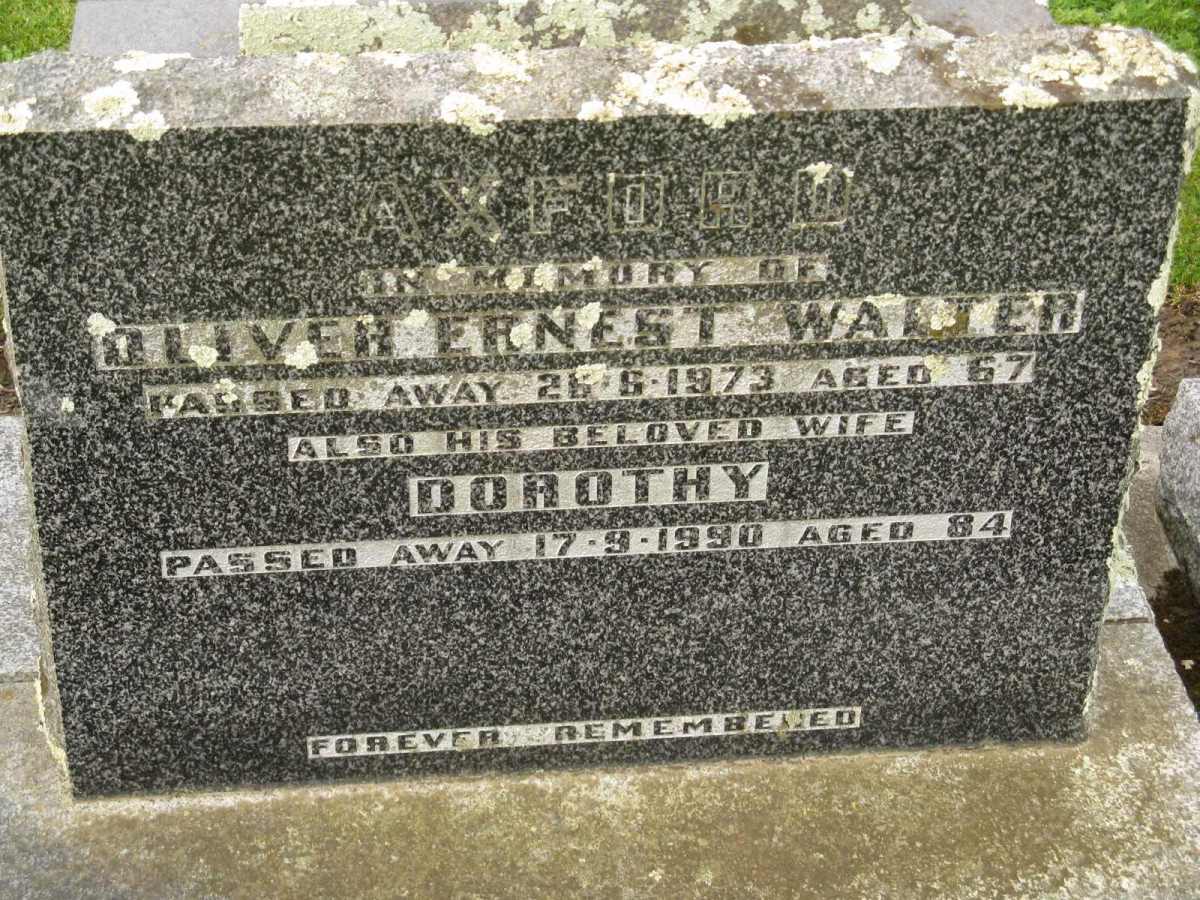 AXFORD
IN MEMORY OF
OLIVER ERNEST WALTER
PASSED AWAY 26·6·1973 AGED 67
ALSO HIS BELOVED WIFE
DOROTHY
PASSED AWAY 17·9·1990 AGED 84
FOREVER REMEMBERED